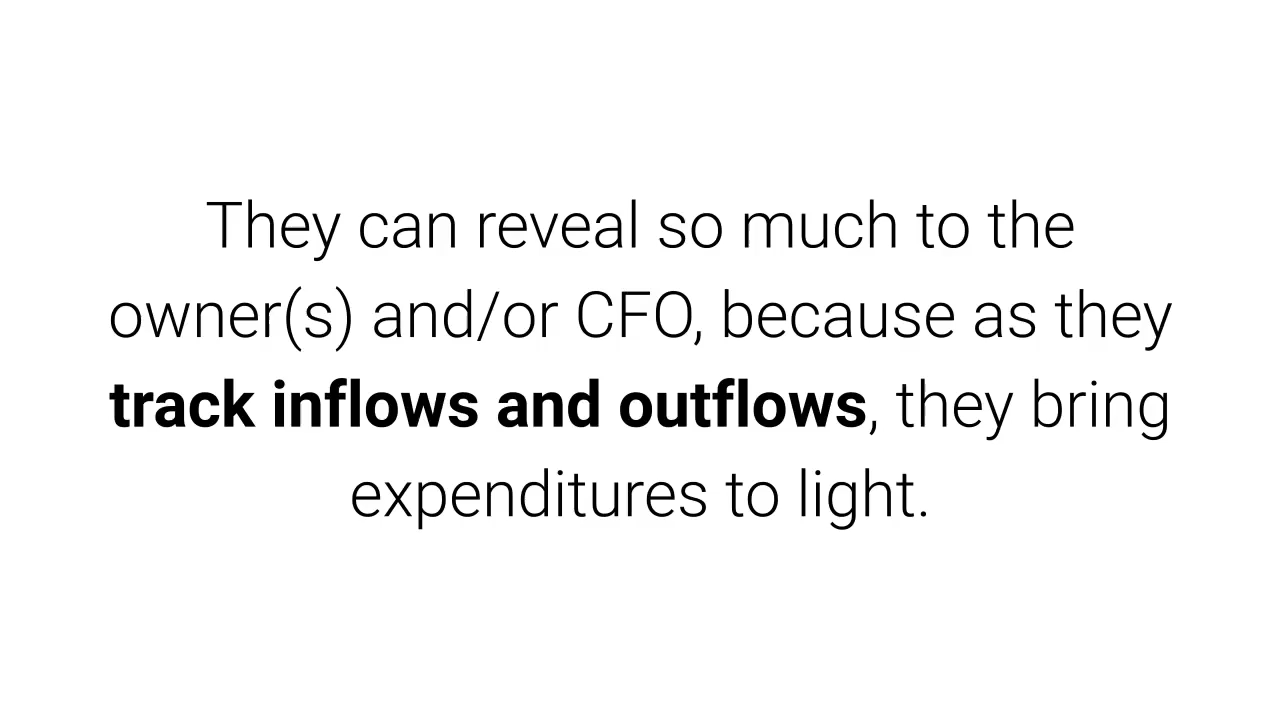 They can reveal so much to the
owner(s) and/or CFO, because as they
track inflows and outflows, they bring
expenditures to light.